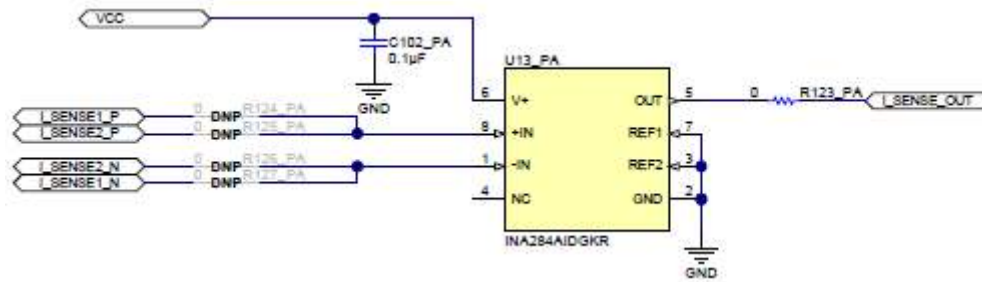 VCC
C102_PA
0.1µF
GND
U13_PA
6 V+ OUT 5 0 R123_PA I_SENSE_OUT
I_SENSE1_P 0 DNP R124_PA
I_SENSE2_P 0 DNP R125_PA
8 +IN REF1 7
I_SENSE2_N 0 DNP R126_PA
I_SENSE1_N 0 DNP R127_PA
1 -IN REF2 3
4 NC GND 2
INA284AIDGKR
GND